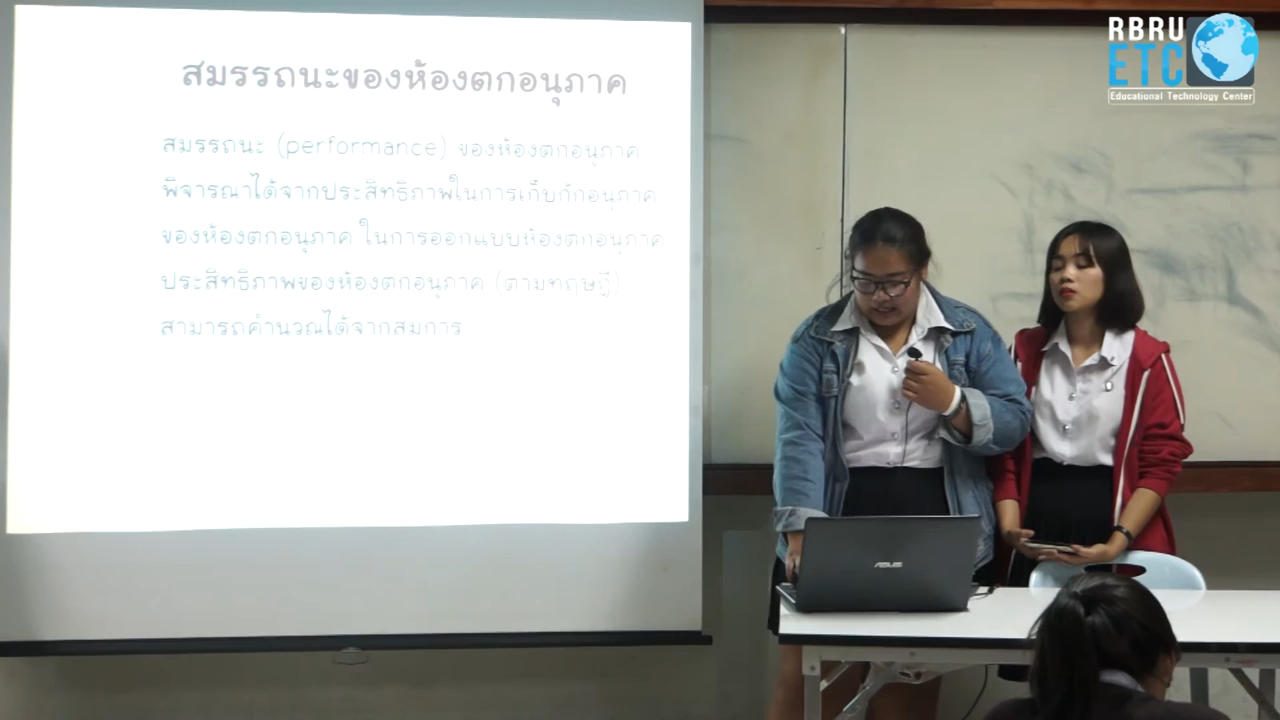 สมรรถนะของห้องตกอนุภาค
สมรรถนะ (performance) ของห้องตกอนุภาค
พิจารณาได้จากประสิทธิภาพในการเก็บกักอนุภาค
ของห้องตกอนุภาค ในการออกแบบห้องตกอนุภาค
ประสิทธิภาพของห้องตกอนุภาค (ตามทฤษฎี)
สามารถคำนวณได้จากสมการ
RBRU
ETC
Educational Technology Center
ASUS